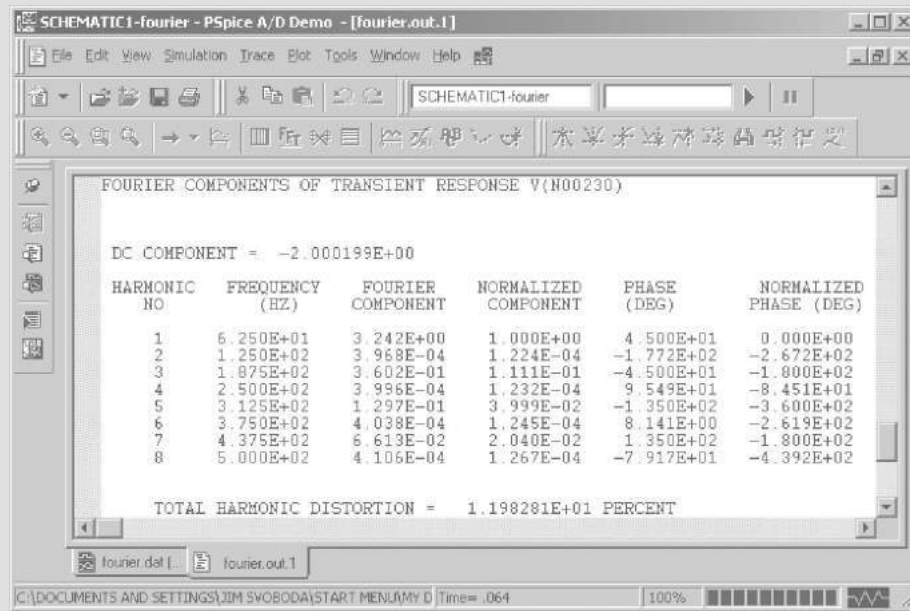 SCHEMATIC1-fourier - PSpice A/D Demo - [fourier.out.1]
File Edit View Simulation Trace Plot Tools Window Help
SCHEMATIC1-fourier
FOURIER COMPONENTS OF TRANSIENT RESPONSE V(N00230)
DC COMPONENT = -2.000199E+00
HARMONIC FREQUENCY FOURIER NORMALIZED PHASE NORMALIZED
NO (HZ) COMPONENT COMPONENT (DEG) PHASE (DEG)
1 6.250E+01 3.242E+00 1.000E+00 4.500E+01 0.000E+00
2 1.250E+02 3.968E-04 1.224E-04 -1.772E+02 -2.672E+02
3 1.875E+02 3.602E-01 1.111E-01 -4.500E+01 -1.800E+02
4 2.500E+02 3.996E-04 1.232E-04 9.549E+01 -8.451E+01
5 3.125E+02 1.297E-01 3.999E-02 -1.350E+02 -3.600E+02
6 3.750E+02 4.038E-04 1.245E-04 8.141E+00 -2.619E+02
7 4.375E+02 6.613E-02 2.040E-02 1.350E+02 -1.800E+02
8 5.000E+02 4.106E-04 1.267E-04 -7.917E+01 -4.392E+02
TOTAL HARMONIC DISTORTION = 1.198281E+01 PERCENT
fourier.dat [... fourier.out.1
C:\DOCUMENTS AND SETTINGS\JIM SVOBODA\START MENU\MY D Time= .064 100%